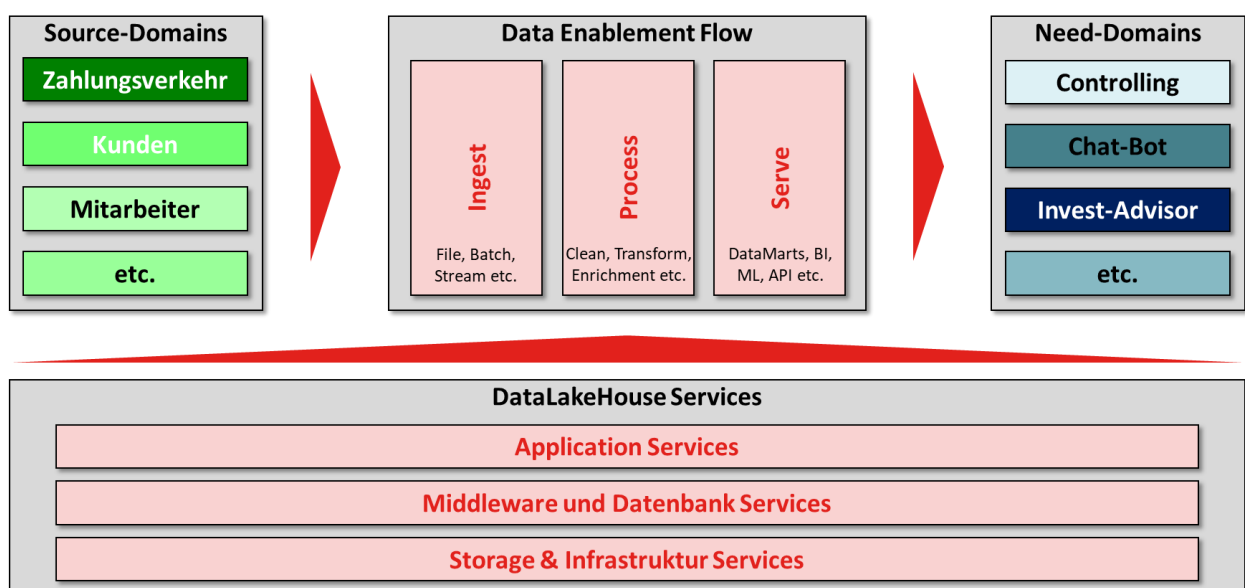 Source-Domains
Zahlungsverkehr
Kunden
Mitarbeiter
etc.
Data Enablement Flow
Ingest
File, Batch,
Stream etc.
Process
Clean, Transform,
Enrichment etc.
Serve
DataMarts, BI,
ML, API etc.
Need-Domains
Controlling
Chat-Bot
Invest-Advisor
etc.
DataLakeHouse Services
Application Services
Middleware und Datenbank Services
Storage & Infrastruktur Services